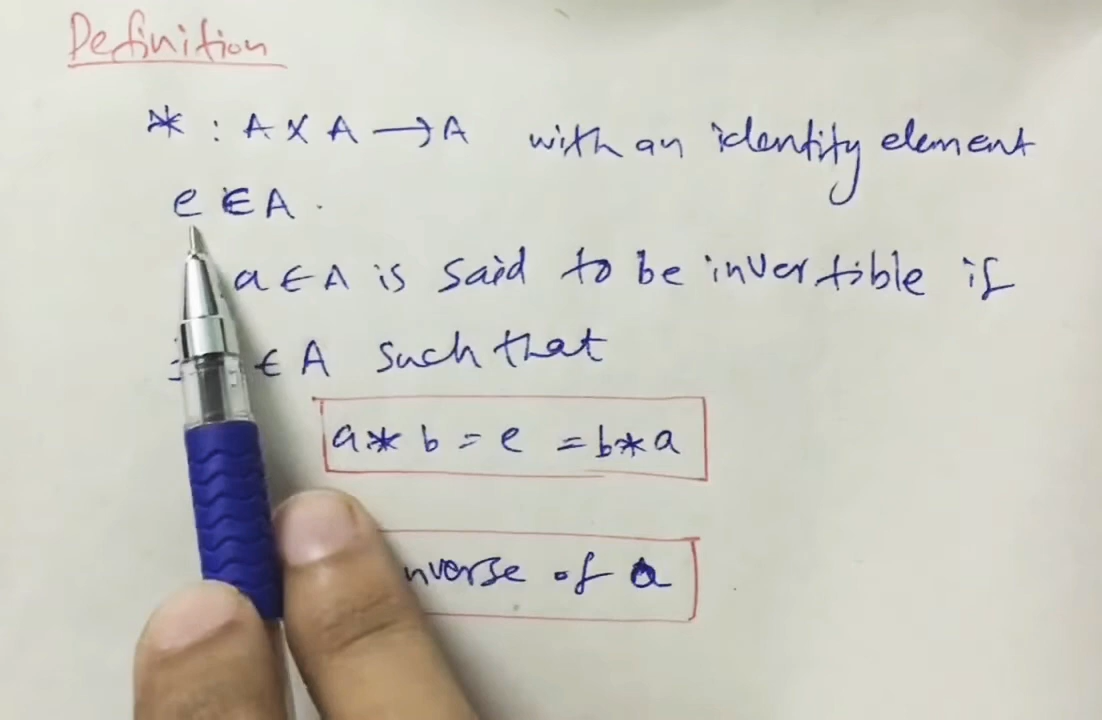 Definition
* : A × A → A with an identity element
e ∈ A.
a ∈ A is said to be invertible if
∈ A such that
a * b = e = b * a
nverse of a